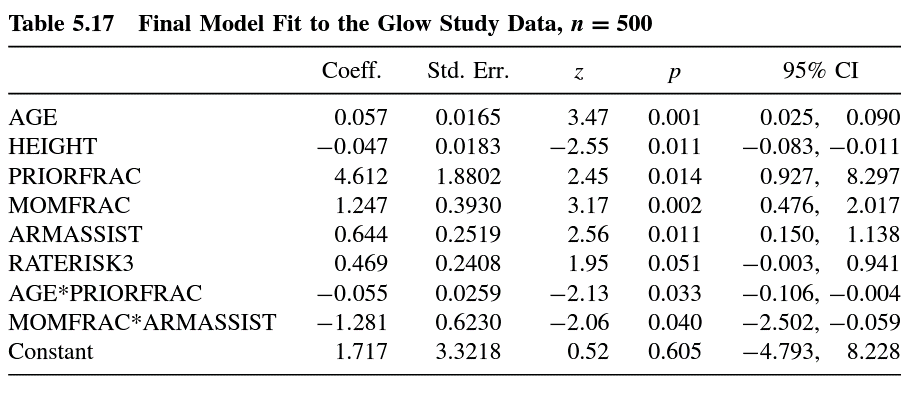 Table 5.17 Final Model Fit to the Glow Study Data, n = 500
Coeff. Std. Err. z p 95% CI
AGE 0.057 0.0165 3.47 0.001 0.025, 0.090
HEIGHT −0.047 0.0183 −2.55 0.011 −0.083, −0.011
PRIORFRAC 4.612 1.8802 2.45 0.014 0.927, 8.297
MOMFRAC 1.247 0.3930 3.17 0.002 0.476, 2.017
ARMASSIST 0.644 0.2519 2.56 0.011 0.150, 1.138
RATERISK3 0.469 0.2408 1.95 0.051 −0.003, 0.941
AGE*PRIORFRAC −0.055 0.0259 −2.13 0.033 −0.106, −0.004
MOMFRAC*ARMASSIST −1.281 0.6230 −2.06 0.040 −2.502, −0.059
Constant 1.717 3.3218 0.52 0.605 −4.793, 8.228